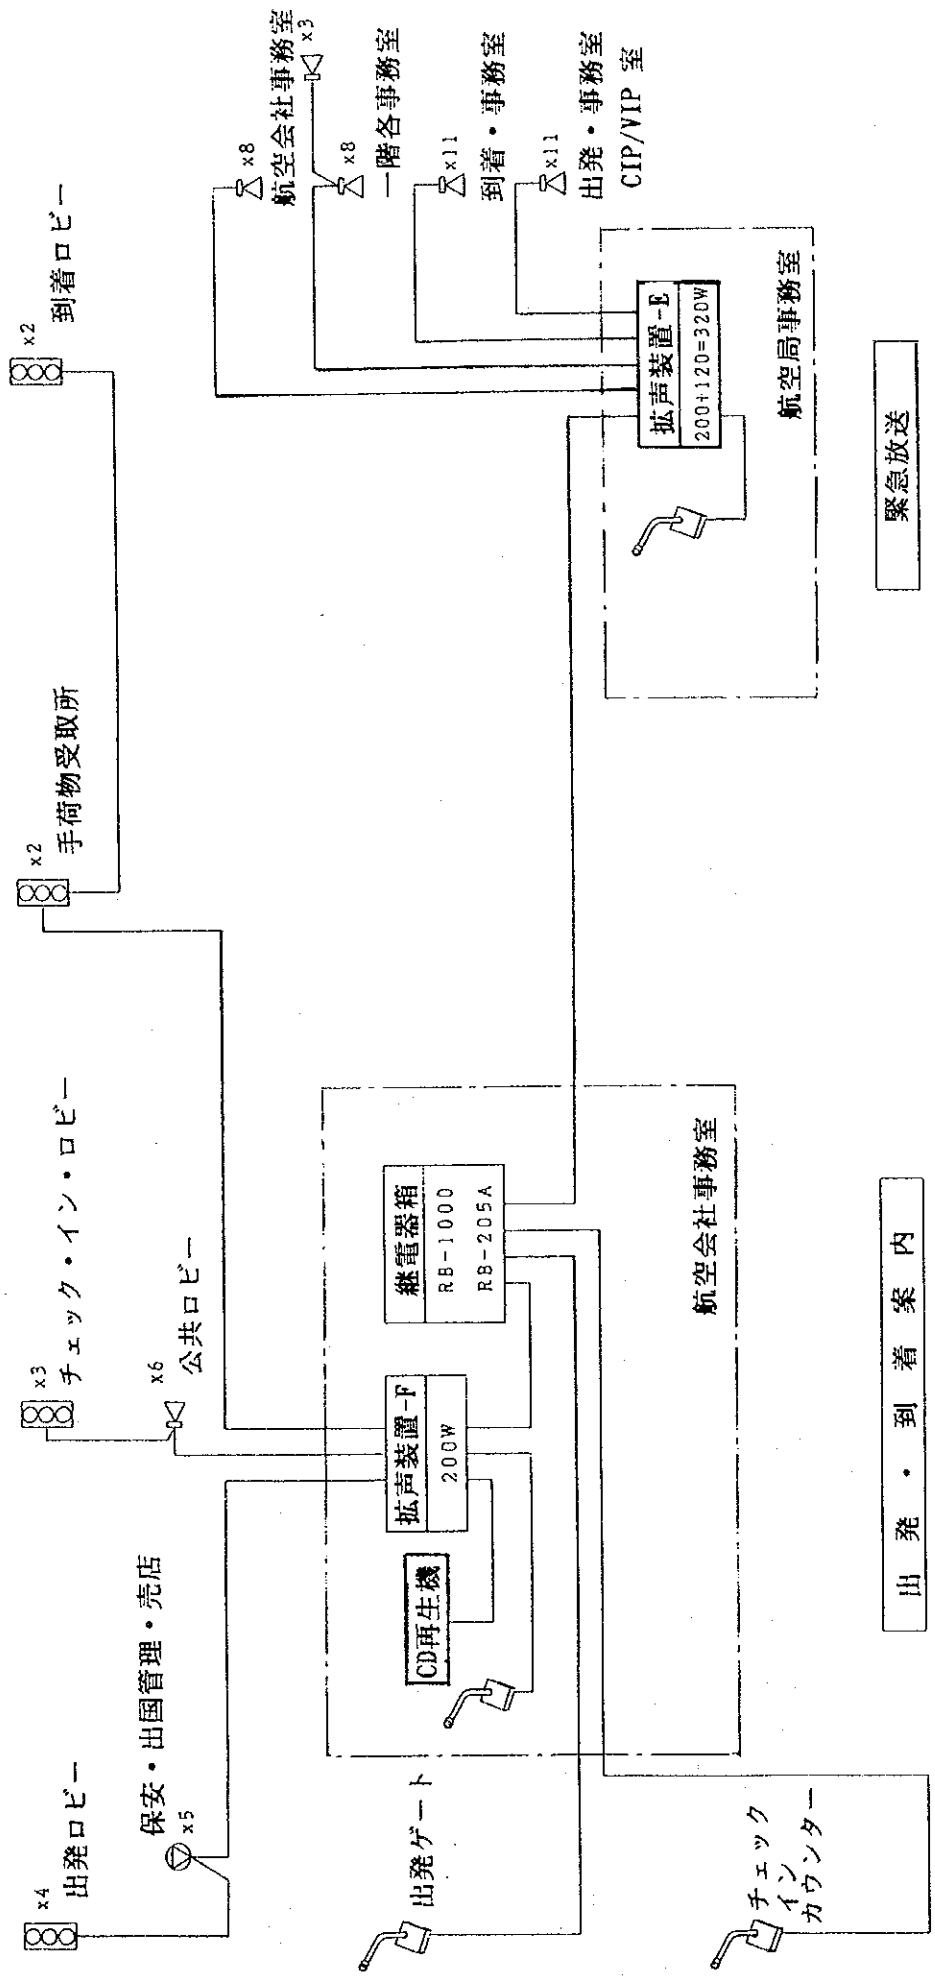 x4
出発ロビー
保安・出国管理・売店
x5
x3
チェック・イン・ロビー
x6
公共ロビー
x2
手荷物受取所
x2
到着ロビー
x8
航空会社事務室
x3
x8
一階各事務室
x11
到着・事務室
x11
出発・事務室
CIP/VIP 室
CD再生機
拡声装置-F
200W
継電器箱
RB-1000
RB-205A
航空会社事務室
拡声装置-E
200+120=320W
航空局事務室
出発ゲート
チェック
イン
カウンター
出発・到着案内
緊急放送